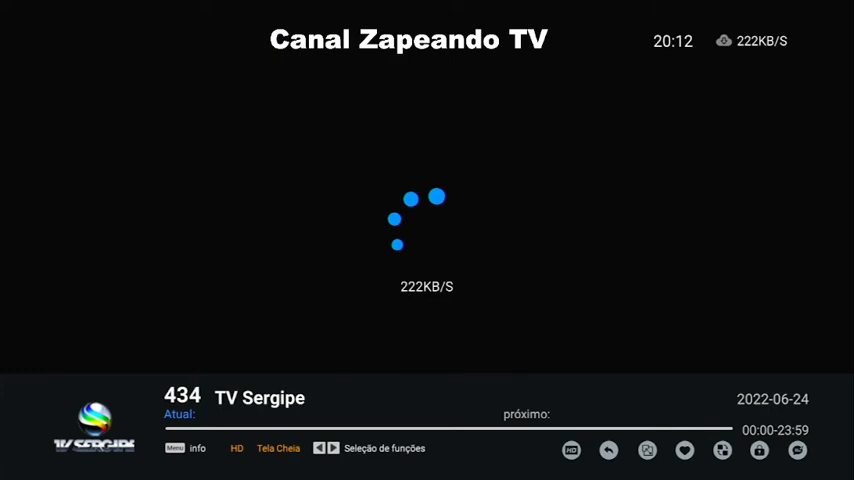 Canal Zapeando TV
20:12
222KB/S
222KB/S
434 TV Sergipe
2022-06-24
Atual:
próximo:
00:00-23:59
TV SERGIPE
Menu info HD Tela Cheia Seleção de funções
HD